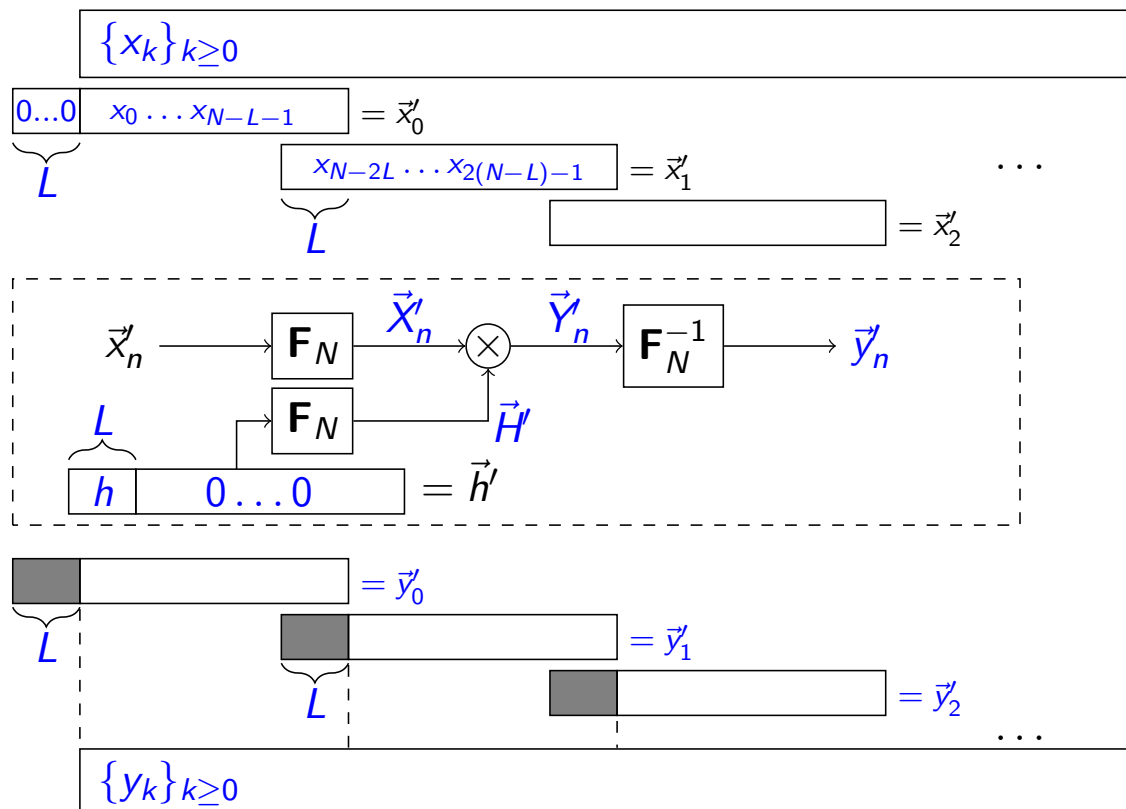 {x_k}_{k≥0}
0...0 x_0 ... x_{N−L−1} = x⃗′_0
L
x_{N−2L} ... x_{2(N−L)−1} = x⃗′_1 ...
L
= x⃗′_2
x⃗′_n F_N X⃗′_n × Y⃗′_n F_N^{−1} y⃗′_n
F_N H⃗′
L
h 0 ... 0 = h⃗′
= y⃗′_0
L
= y⃗′_1
L
= y⃗′_2
...
{y_k}_{k≥0}